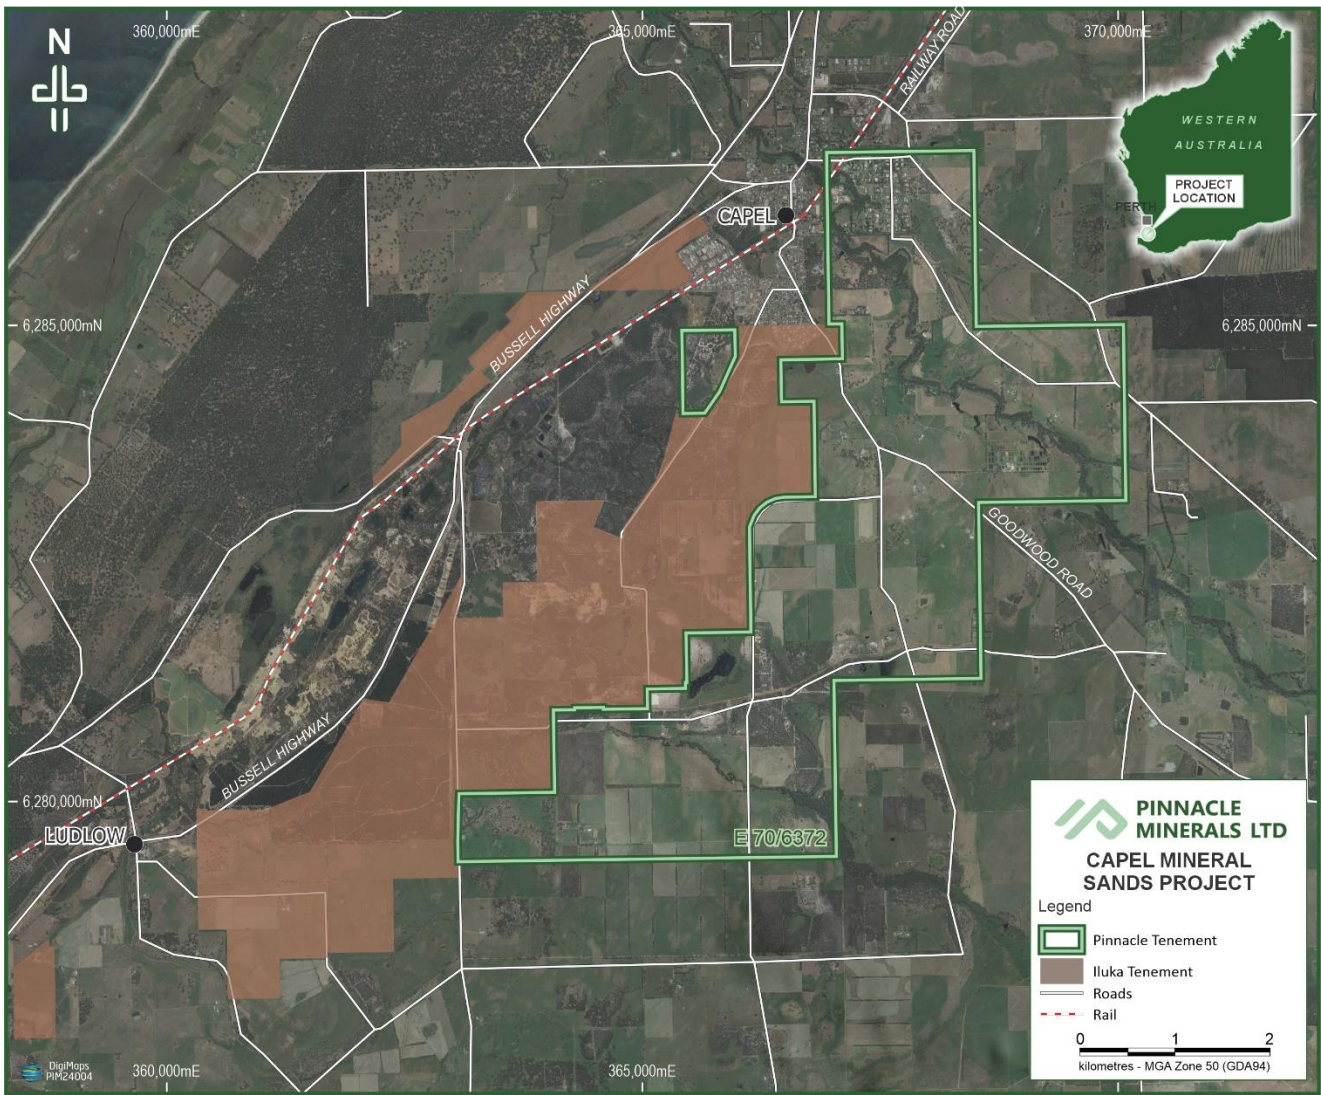 N
360,000mE
365,000mE
370,000mE
RAILWAY ROAD
WESTERN
AUSTRALIA
PROJECT
LOCATION
PERTH
CAPEL
BUSSELL HIGHWAY
6,285,000mN
6,285,000mN
GOODWOOD ROAD
BUSSELL HIGHWAY
6,280,000mN
LUDLOW
E 70/6372
PINNACLE
MINERALS LTD
CAPEL MINERAL
SANDS PROJECT
Legend
Pinnacle Tenement
Iluka Tenement
Roads
Rail
0 1 2
kilometres - MGA Zone 50 (GDA94)
DigiMaps
PIM24004
360,000mE
365,000mE